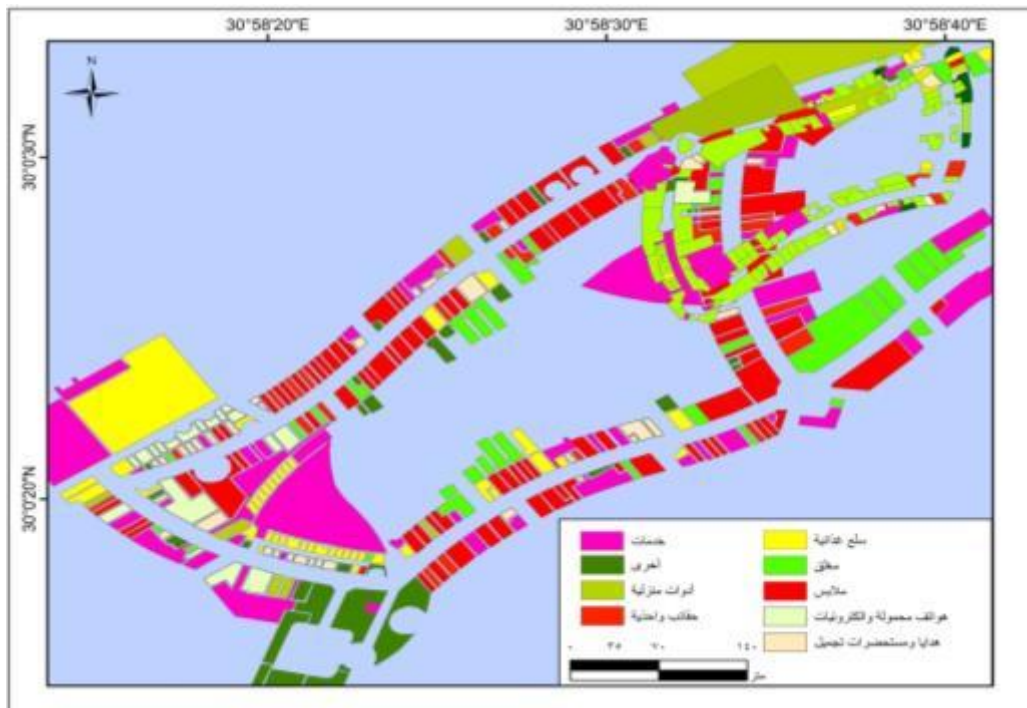 30°58'20"E 30°58'30"E 30°58'40"E
N
30°0'30"N
30°0'20"N
خدمات
أخرى
أدوات منزلية
حقائب واحذية
سلع غذائية
مغلق
ملابس
هواتف محمولة والكترونيات
هدايا ومستحضرات تجميل
٠ ٣٥ ٧٠ ١٤٠
متر